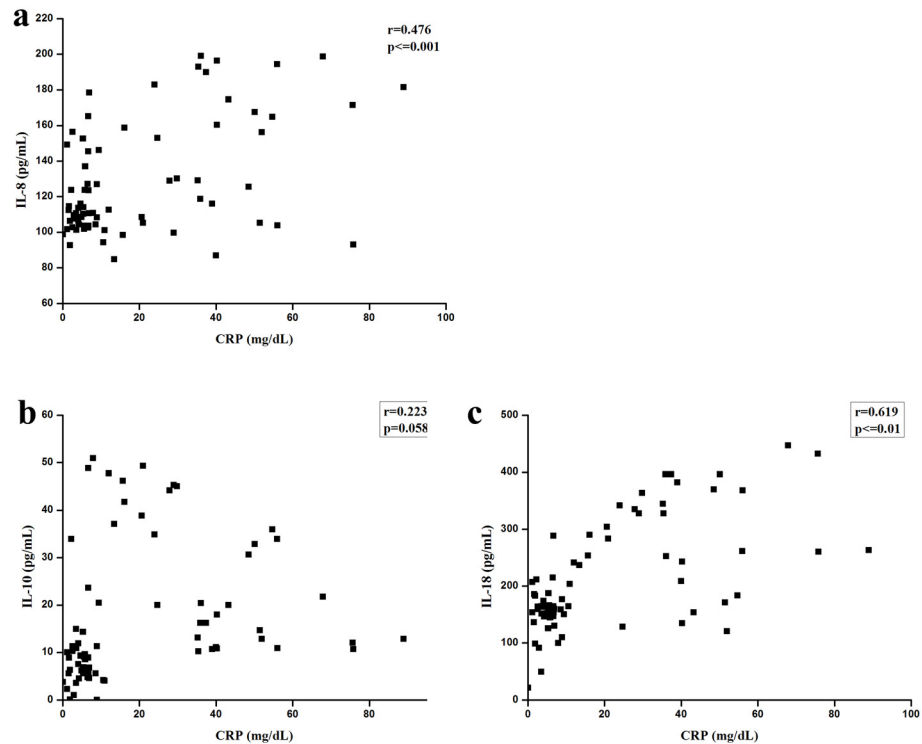 a
r=0.476
p<=0.001
220
200
180
160
140
120
100
80
60
IL-8 (pg/mL)
0
20
40
60
80
100
CRP (mg/dL)
b
r=0.223
p=0.058
60
50
40
30
20
10
0
IL-10 (pg/mL)
0
20
40
60
80
CRP (mg/dL)
c
r=0.619
p<=0.01
500
400
300
200
100
0
IL-18 (pg/mL)
0
20
40
60
80
100
CRP (mg/dL)